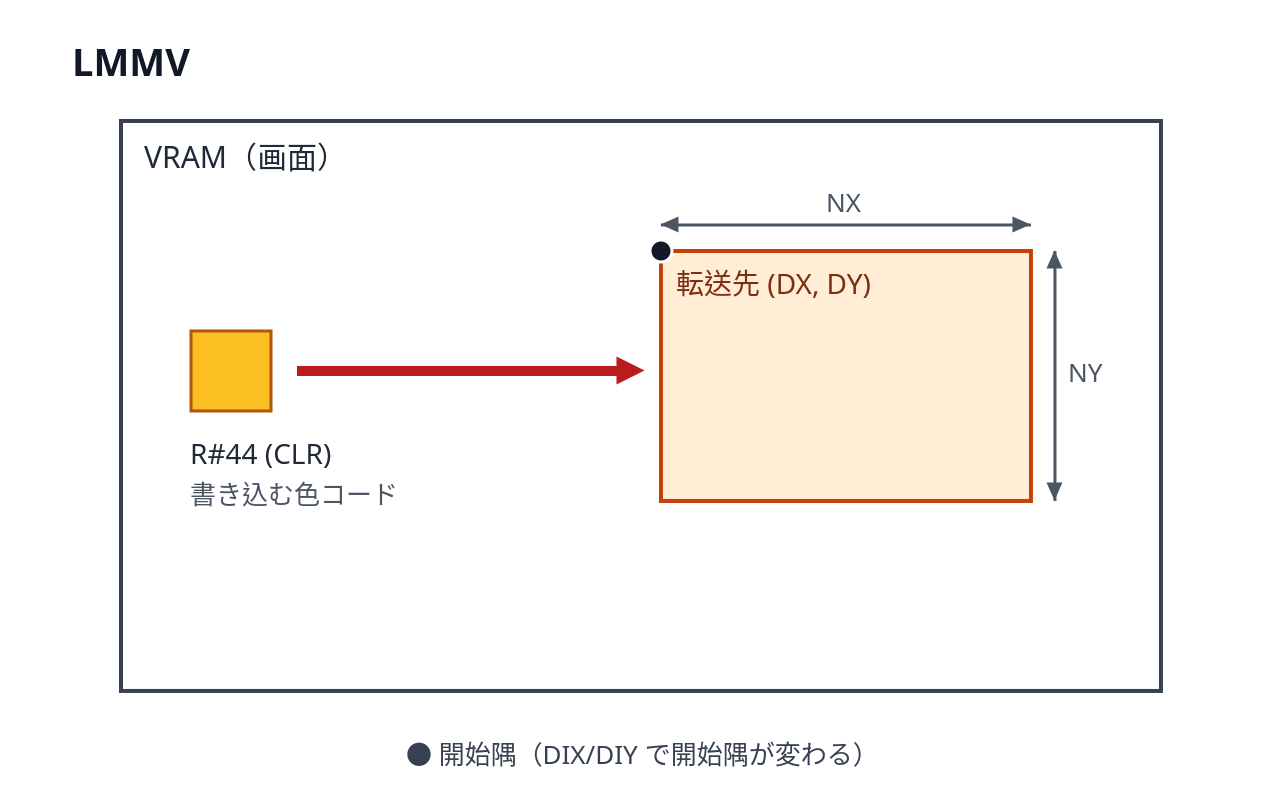 LMMV
VRAM（画面）
NX
転送先 (DX, DY)
NY
R#44 (CLR)
書き込む色コード
● 開始隅（DIX/DIY で開始隅が変わる）